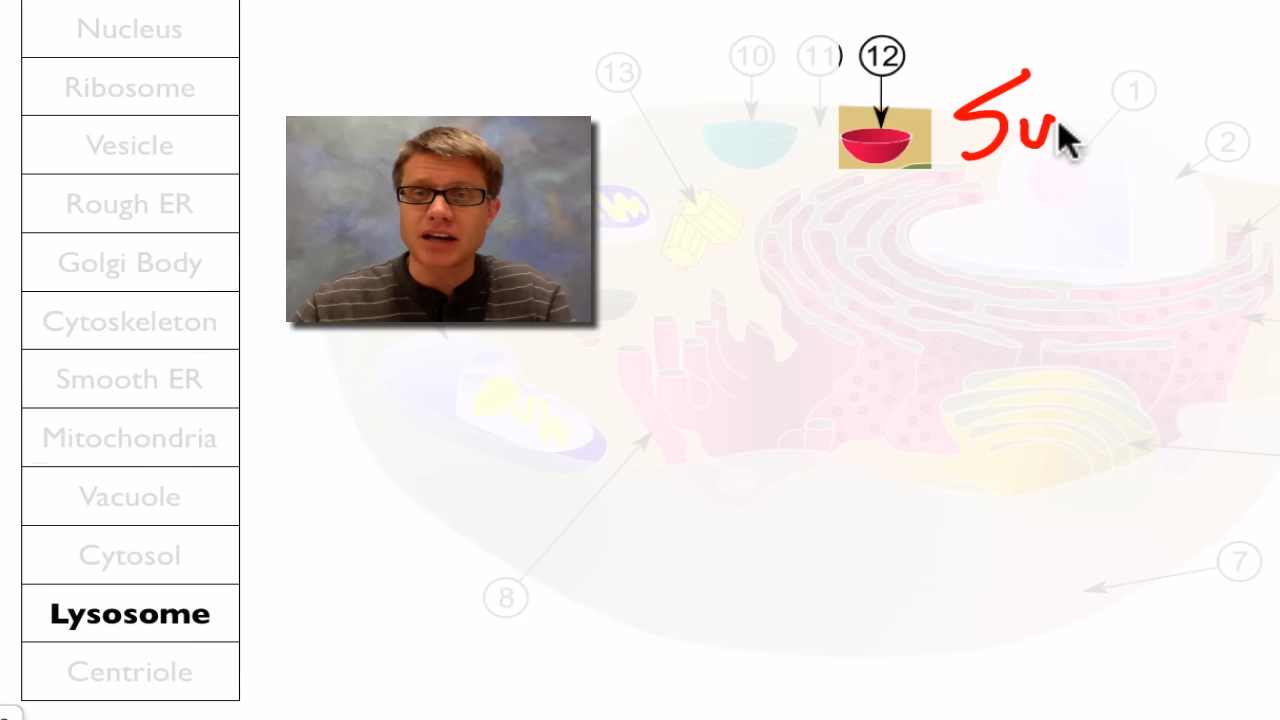 Nucleus
Ribosome
Vesicle
Rough ER
Golgi Body
Cytoskeleton
Smooth ER
Mitochondria
Vacuole
Cytosol
Lysosome
Centriole
13
10
11
12
Su
1
2
8
7